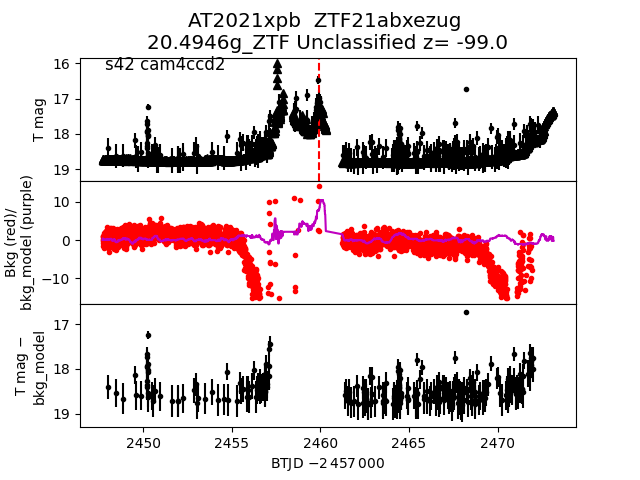 AT2021xpb  ZTF21abxezug
20.4946g_ZTF Unclassified z= -99.0
s42 cam4ccd2
T mag
16
17
18
19
Bkg (red)/
bkg_model (purple)
10
0
−10
T mag −
bkg_model
17
18
19
2450
2455
2460
2465
2470
BTJD −2 457 000